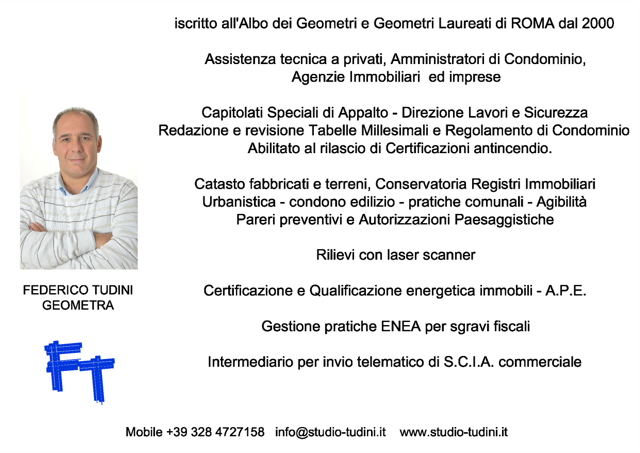 iscritto all'Albo dei Geometri e Geometri Laureati di ROMA dal 2000
Assistenza tecnica a privati, Amministratori di Condominio,
Agenzie Immobiliari ed imprese
Capitolati Speciali di Appalto - Direzione Lavori e Sicurezza
Redazione e revisione Tabelle Millesimali e Regolamento di Condominio
Abilitato al rilascio di Certificazioni antincendio.
Catasto fabbricati e terreni, Conservatoria Registri Immobiliari
Urbanistica - condono edilizio - pratiche comunali - Agibilità
Pareri preventivi e Autorizzazioni Paesaggistiche
Rilievi con laser scanner
Certificazione e Qualificazione energetica immobili - A.P.E.
Gestione pratiche ENEA per sgravi fiscali
Intermediario per invio telematico di S.C.I.A. commerciale
FEDERICO TUDINI
GEOMETRA
FT
Mobile +39 328 4727158 info@studio-tudini.it www.studio-tudini.it